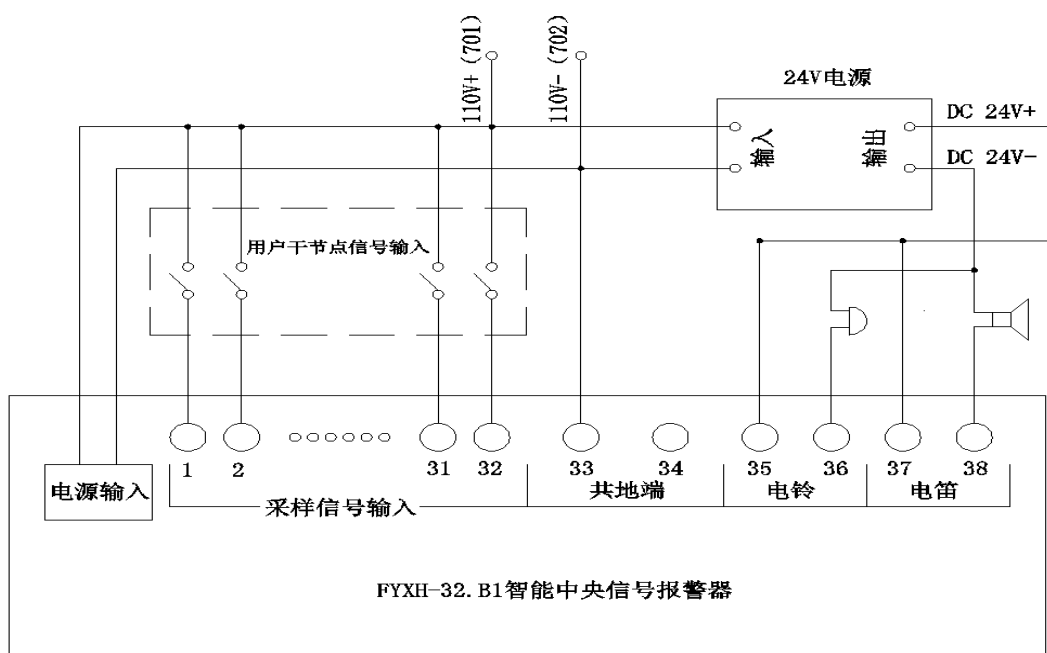 110V+ (701)
110V- (702)
24V电源
输入
输出
DC 24V+
DC 24V-
用户干节点信号输入
1
2
31
32
33
34
35
36
37
38
电源输入
采样信号输入
共地端
电铃
电笛
FYXH-32.B1智能中央信号报警器